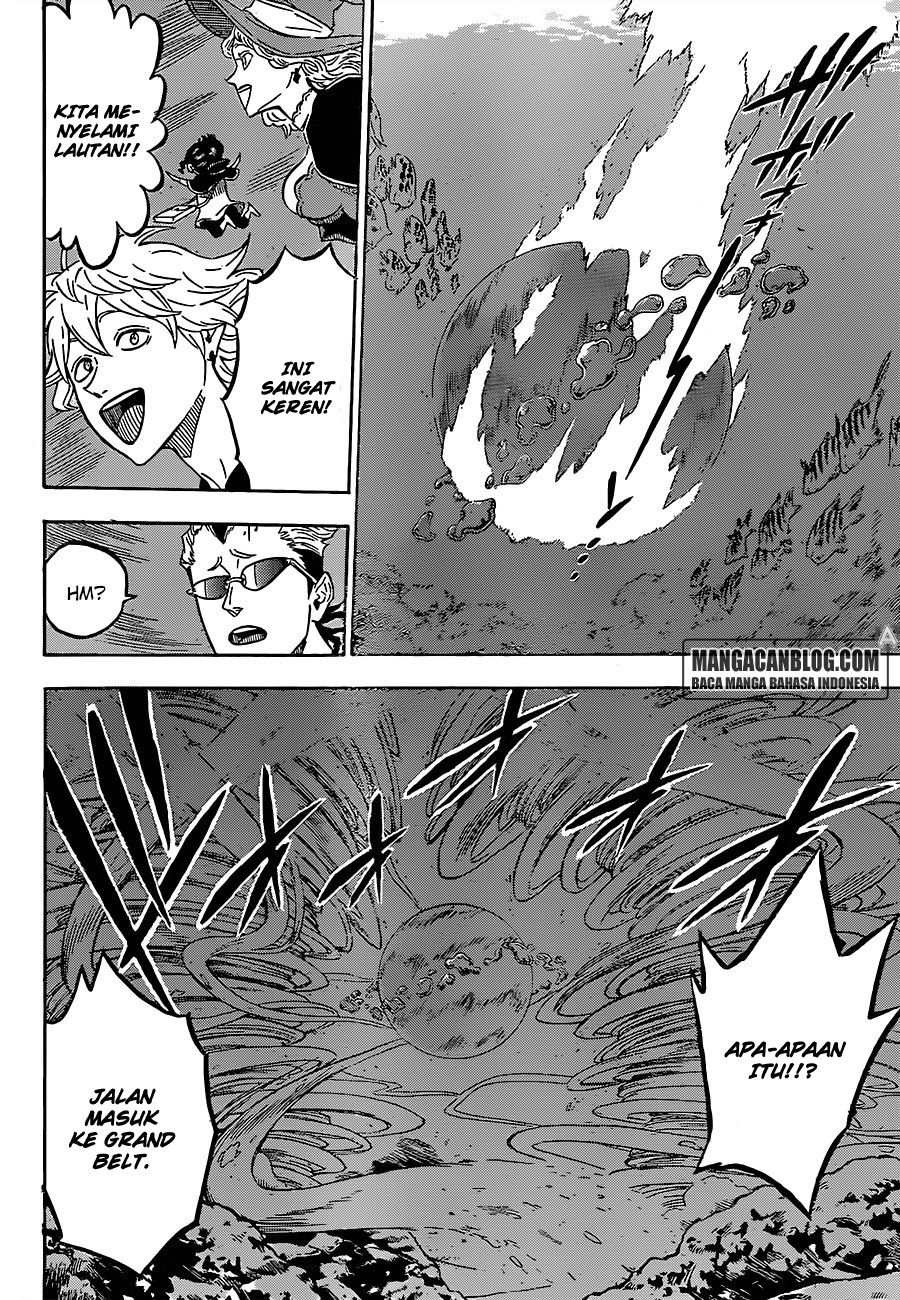 KITA ME-
NYELAMI
LAUTAN!!
INI
SANGAT
KEREN!
HM?
MANGACANBLOG.COM
BACA MANGA BAHASA INDONESIA
APA-APAAN
ITU!!?
JALAN
MASUK
KE GRAND
BELT.